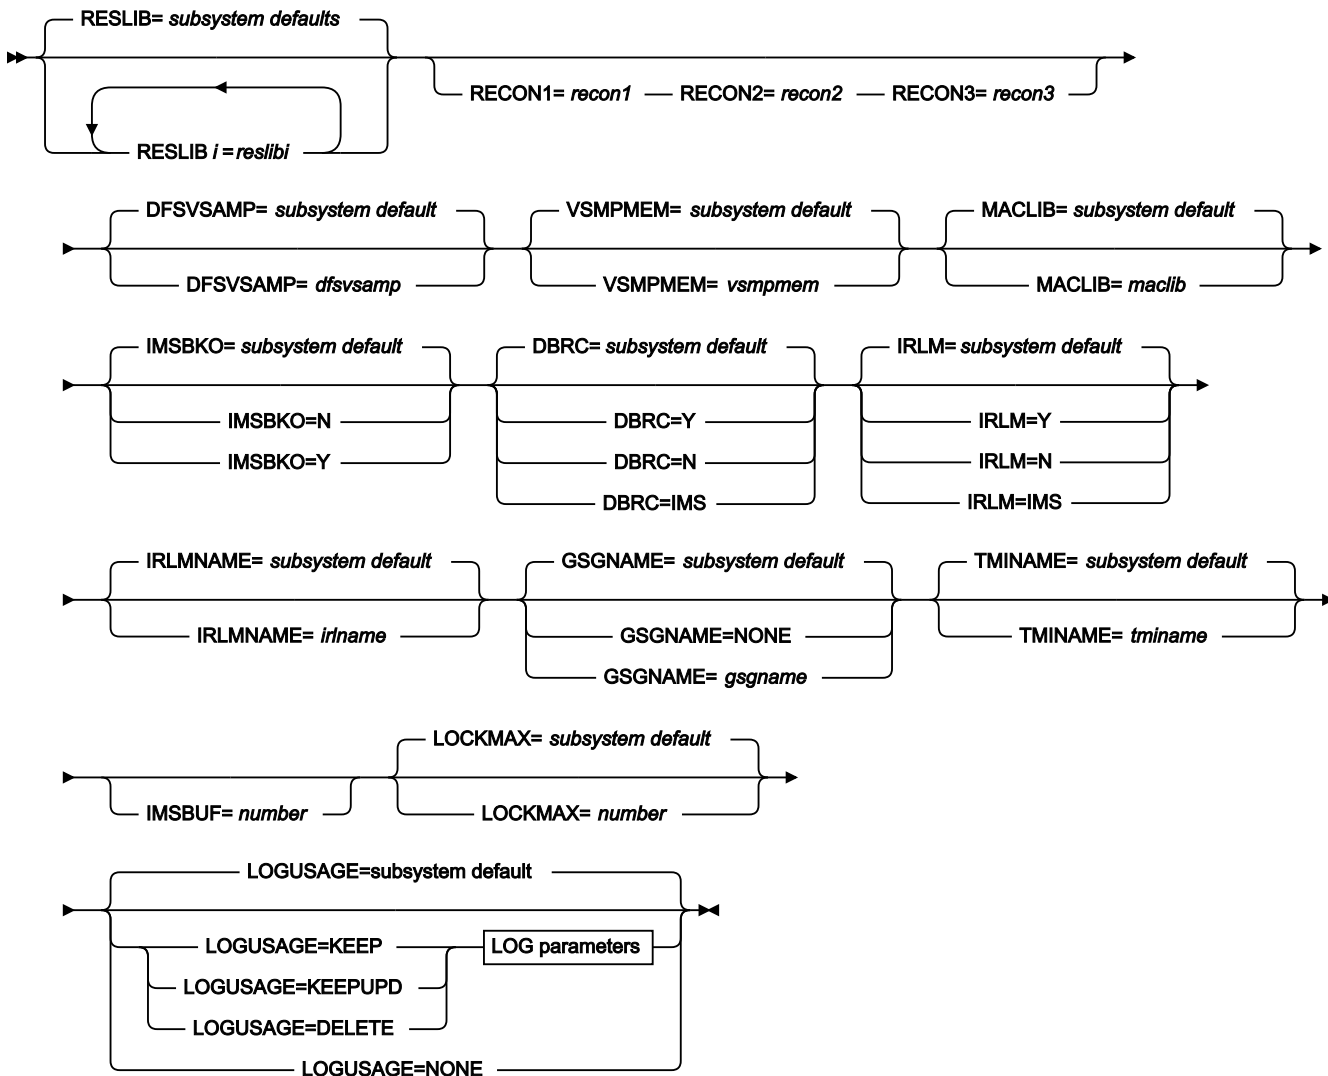 RESLIB= subsystem defaults
RECON1= recon1 RECON2= recon2 RECON3= recon3
RESLIB i =reslibi
DFSVSAMP= subsystem default VSMPMEM= subsystem default MACLIB= subsystem default
DFSVSAMP= dfsvsamp VSMPMEM= vsmpmem MACLIB= maclib
IMSBKO= subsystem default DBRC= subsystem default IRLM= subsystem default
IMSBKO=N DBRC=Y IRLM=Y
IMSBKO=Y DBRC=N IRLM=N
DBRC=IMS IRLM=IMS
IRLMNAME= subsystem default GSGNAME= subsystem default TMINAME= subsystem default
IRLMNAME= irlname GSGNAME=NONE TMINAME= tminame
GSGNAME= gsgname
LOCKMAX= subsystem default
IMSBUF= number LOCKMAX= number
LOGUSAGE=subsystem default
LOGUSAGE=KEEP LOG parameters
LOGUSAGE=KEEPUPD
LOGUSAGE=DELETE
LOGUSAGE=NONE